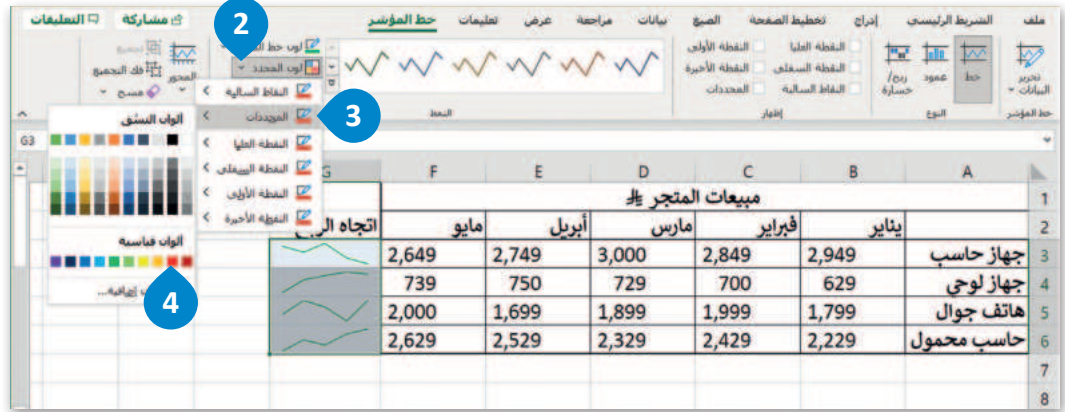 ملف الشريط الرئيسي إدراج تخطيط الصفحة الصيغ بيانات مراجعة عرض تعليمات خط المؤشر مشاركة التعليقات
2
تحرير البيانات
خط المؤشر
خط
عمود
ربح/خسارة
النوع
النقطة العليا
النقطة السفلى
النقاط السالبة
النقطة الأولى
النقطة الأخيرة
المحددات
إظهار
النمط
لون خط
لون المحدد
المحور
تجميع
فك التجميع
مسح
النقاط السالبة
المحددات
3
النقطة العليا
النقطة السفلى
النقطة الأولى
النقطة الأخيرة
ألوان النسق
ألوان قياسية
إضافية...
4
G3
A B C D E F G
1 مبيعات المتجر ⃁
2 يناير فبراير مارس أبريل مايو اتجاه
3 جهاز حاسب 2,949 2,849 3,000 2,749 2,649
4 جهاز لوحي 629 700 729 750 739
5 هاتف جوال 1,799 1,999 1,899 1,699 2,000
6 حاسب محمول 2,229 2,429 2,329 2,529 2,629
7
8